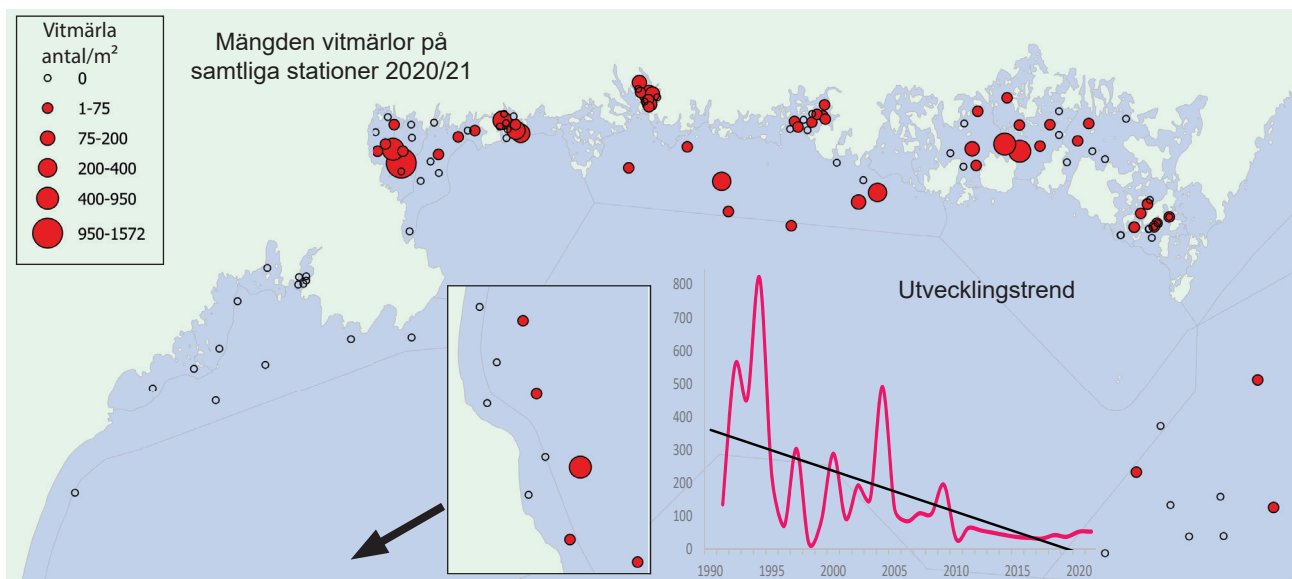 Vitmärla
antal/m²
0
1-75
75-200
200-400
400-950
950-1572
Mängden vitmärlor på
samtliga stationer 2020/21
Utvecklingstrend
800
700
600
500
400
300
200
100
0
1990 1995 2000 2005 2010 2015 2020